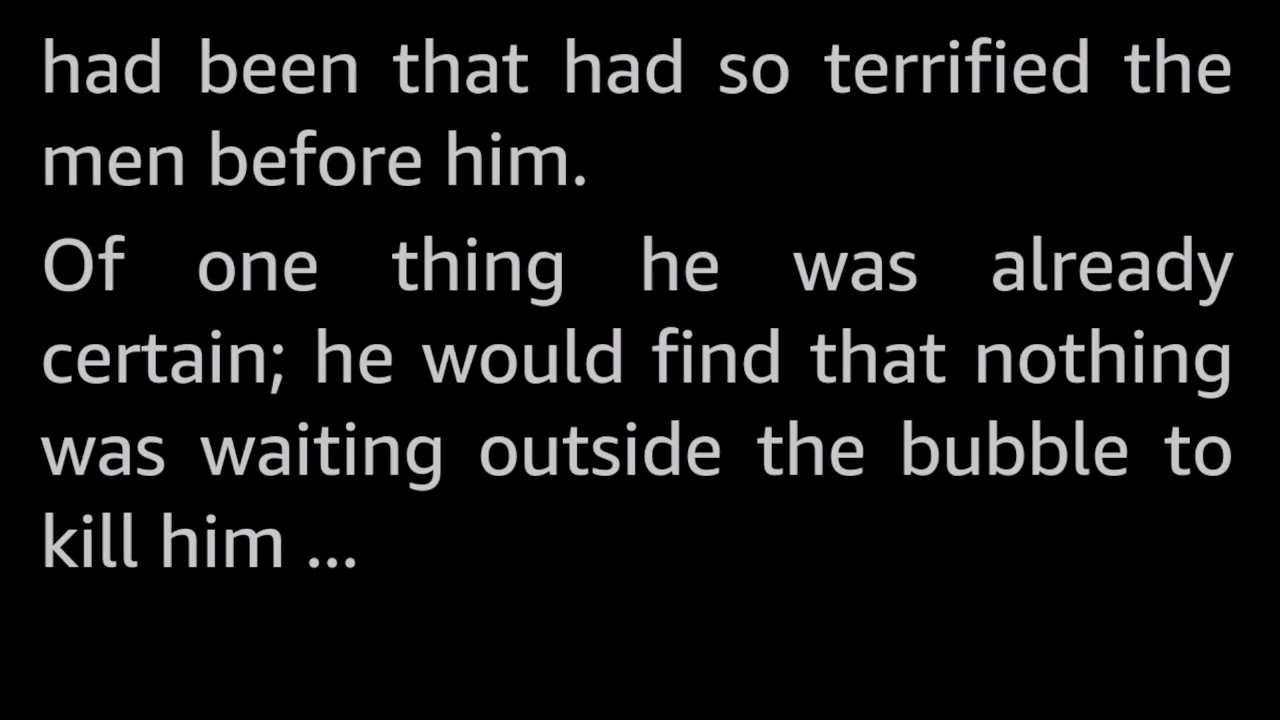 had been that had so terrified the
men before him.
Of one thing he was already
certain; he would find that nothing
was waiting outside the bubble to
kill him ...